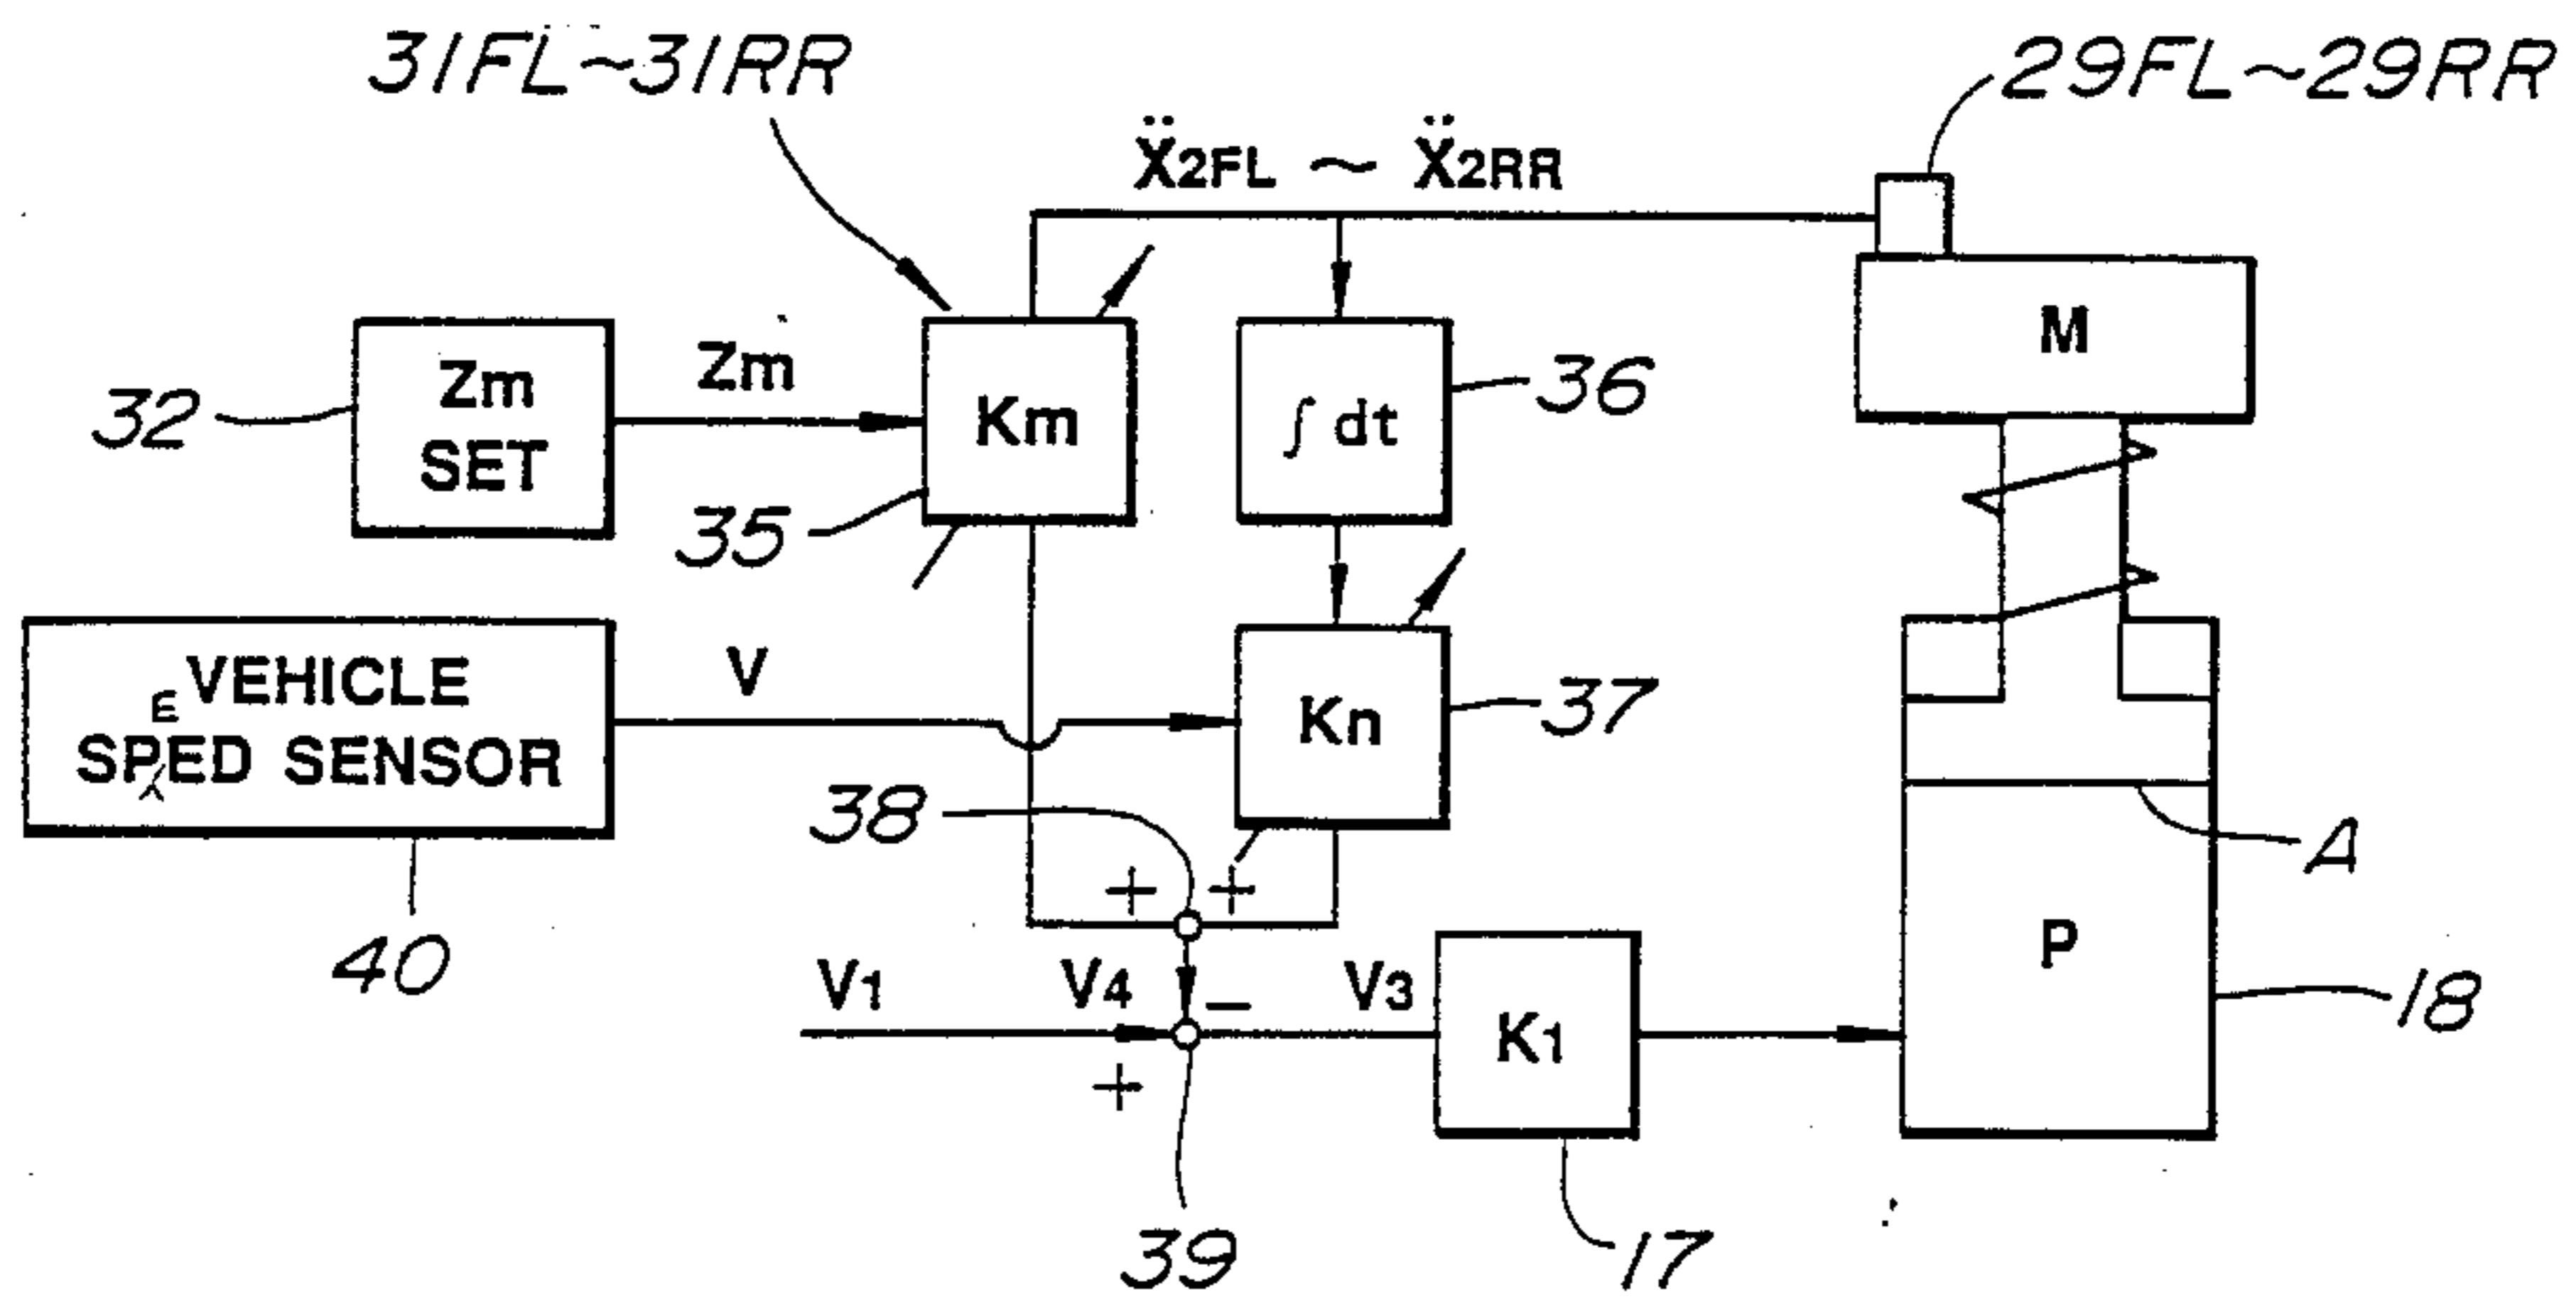 31FL~31RR
29FL~29RR
Ẍ2FL ~ Ẍ2RR
Zm
SET
Zm
Km
∫ dt
M
32
35
36
VEHICLE
E
SPED SENSOR
V
Kn
37
38
A
40
+ +
P
V1
V4
–
V3
K1
18
+
39
17